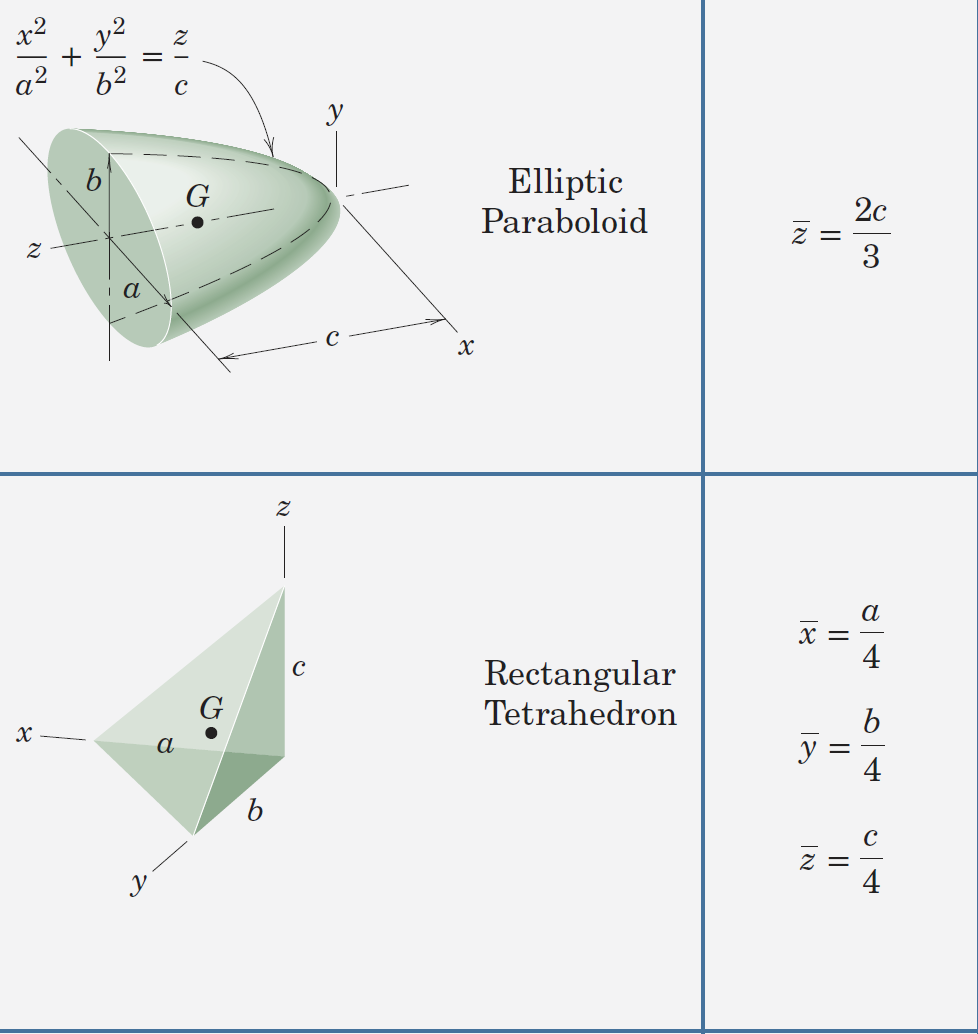 x²/a² + y²/b² = z/c
y
b
G
z
a
c
x
Elliptic
Paraboloid
z̅ = 2c/3
z
c
G
x
a
b
y
Rectangular
Tetrahedron
x̅ = a/4
y̅ = b/4
z̅ = c/4